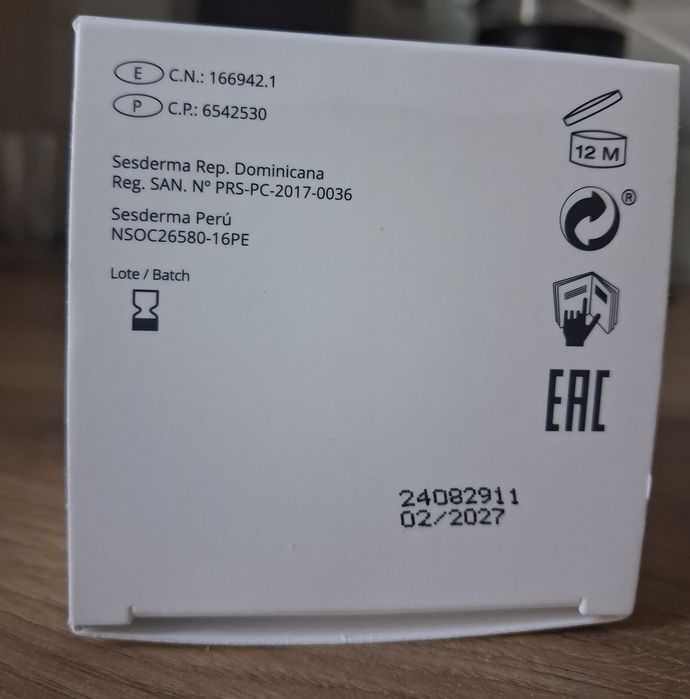 E C.N.: 166942.1
P C.P.: 6542530
Sesderma Rep. Dominicana
Reg. SAN. Nº PRS-PC-2017-0036
Sesderma Perú
NSOC26580-16PE
Lote / Batch
12 M
®
EAC
24082911
02/2027